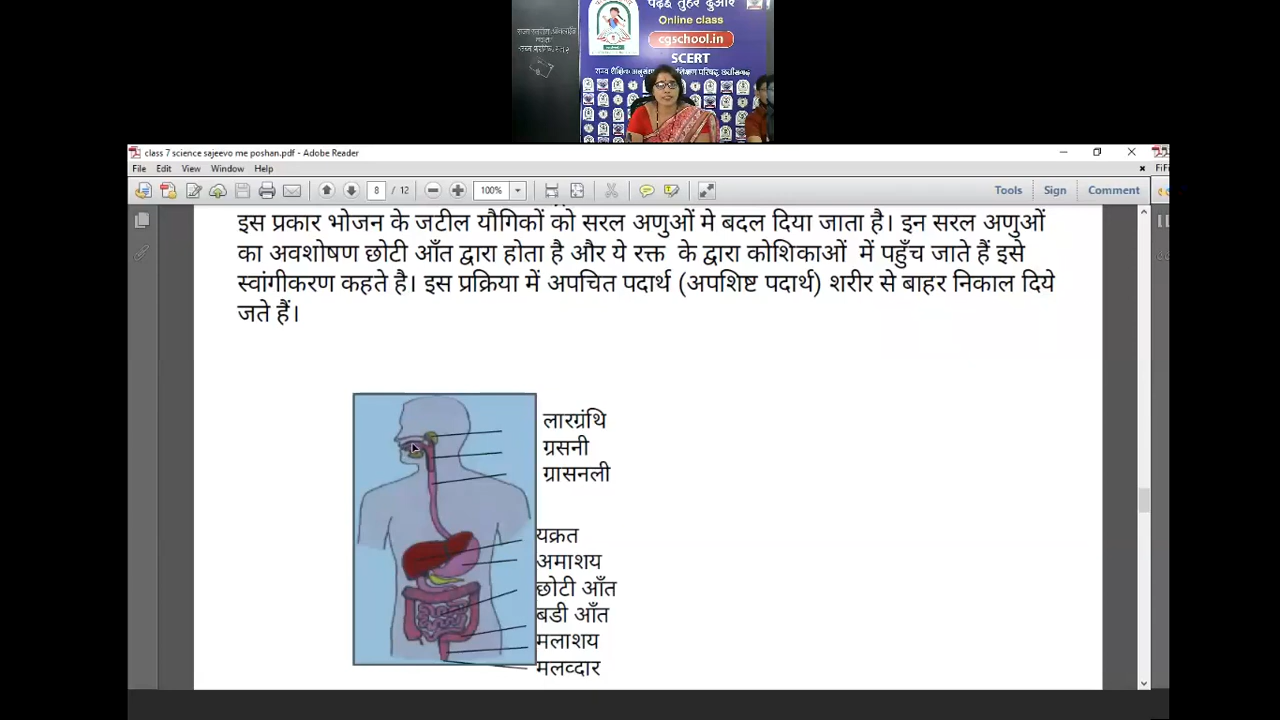 पढ़ई तुंहर दुआर
Online class
cgschool.in
SCERT
class 7 science sajeevo me poshan.pdf - Adobe Reader
File Edit View Window Help
8 / 12 100% Tools Sign Comment
इस प्रकार भोजन के जटील यौगिकों को सरल अणुओं मे बदल दिया जाता है। इन सरल अणुओं
का अवशोषण छोटी आँत द्वारा होता है और ये रक्त के द्वारा कोशिकाओं में पहुँच जाते हैं इसे
स्वांगीकरण कहते है। इस प्रक्रिया में अपचित पदार्थ (अपशिष्ट पदार्थ) शरीर से बाहर निकाल दिये
जते हैं।
लारग्रंथि
ग्रसनी
ग्रासनली
यक्रत
अमाशय
छोटी आँत
बडी आँत
मलाशय
मलव्दार